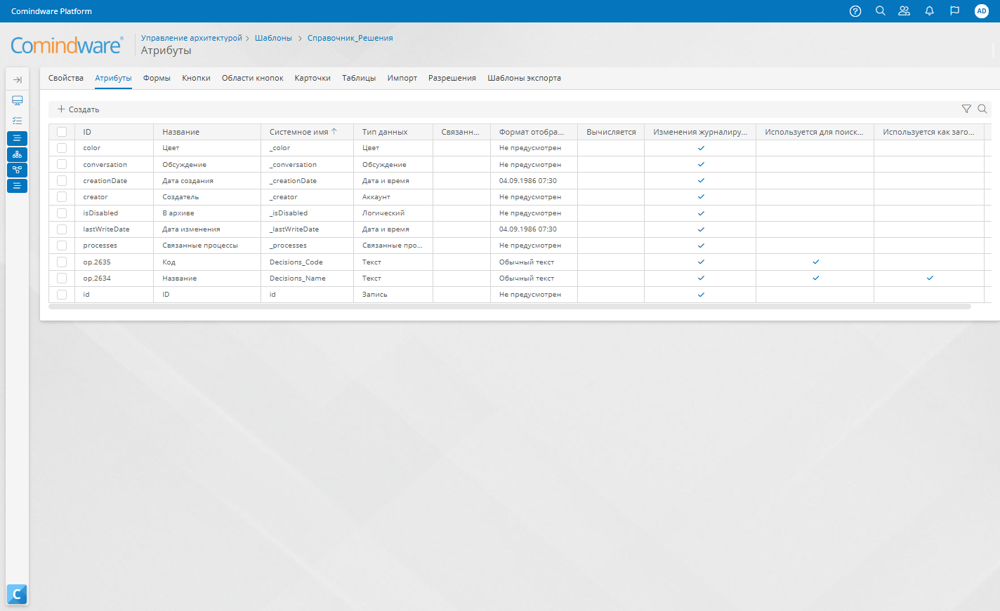 Comindware Platform
AD
Comindware®
Управление архитектурой > Шаблоны > Справочник_Решения
Атрибуты
Свойства Атрибуты Формы Кнопки Области кнопок Карточки Таблицы Импорт Разрешения Шаблоны экспорта
+ Создать
ID Название Системное имя ↑ Тип данных Связанн... Формат отобра... Вычисляется Изменения журналиру... Используется для поиск... Используется как заго...
color Цвет _color Цвет Не предусмотрен ✓
conversation Обсуждение _conversation Обсуждение Не предусмотрен ✓
creationDate Дата создания _creationDate Дата и время 04.09.1986 07:30 ✓
creator Создатель _creator Аккаунт Не предусмотрен ✓
isDisabled В архиве _isDisabled Логический Не предусмотрен ✓
lastWriteDate Дата изменения _lastWriteDate Дата и время 04.09.1986 07:30 ✓
processes Связанные процессы _processes Связанные про... Не предусмотрен ✓
op.2635 Код Decisions_Code Текст Обычный текст ✓ ✓
op.2634 Название Decisions_Name Текст Обычный текст ✓ ✓ ✓
id ID id Запись Не предусмотрен ✓
C